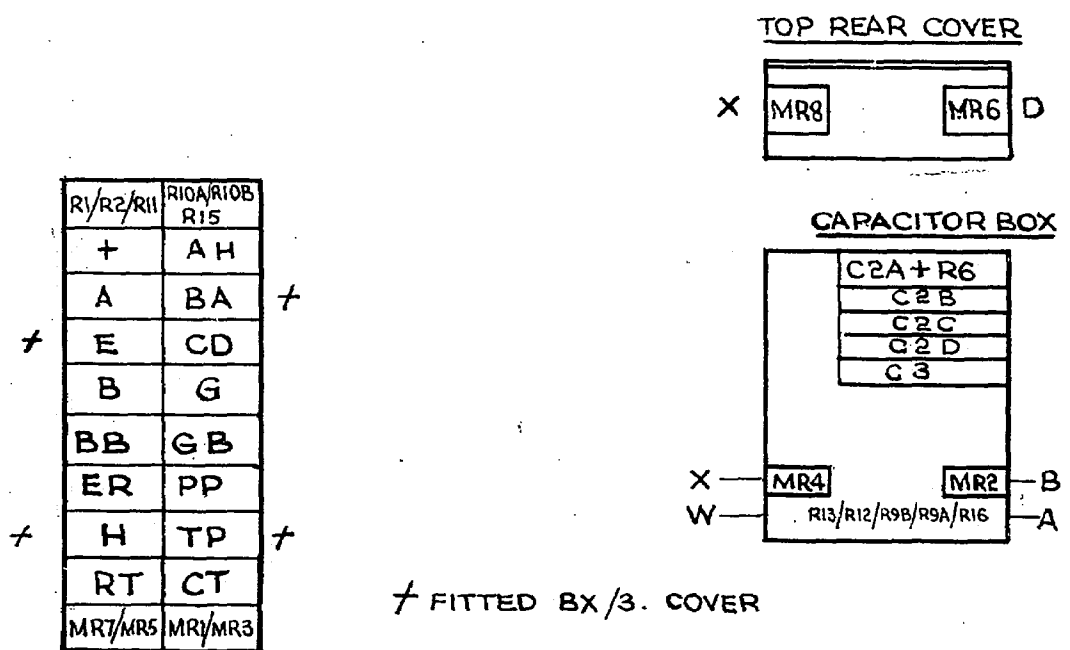 TOP REAR COVER
X MR8 MR6 D
R1/R2/R11 R10A/R10B R15
+ AH
A BA +
+ E CD
B G
BB GB
ER PP
+ H TP +
RT CT
MR7/MR5 MR1/MR3
CAPACITOR BOX
C2A+R6
C2B
C2C
C2D
C3
X MR4 MR2 B
W R13/R12/R9B/R9A/R16 A
+ FITTED BX/3. COVER